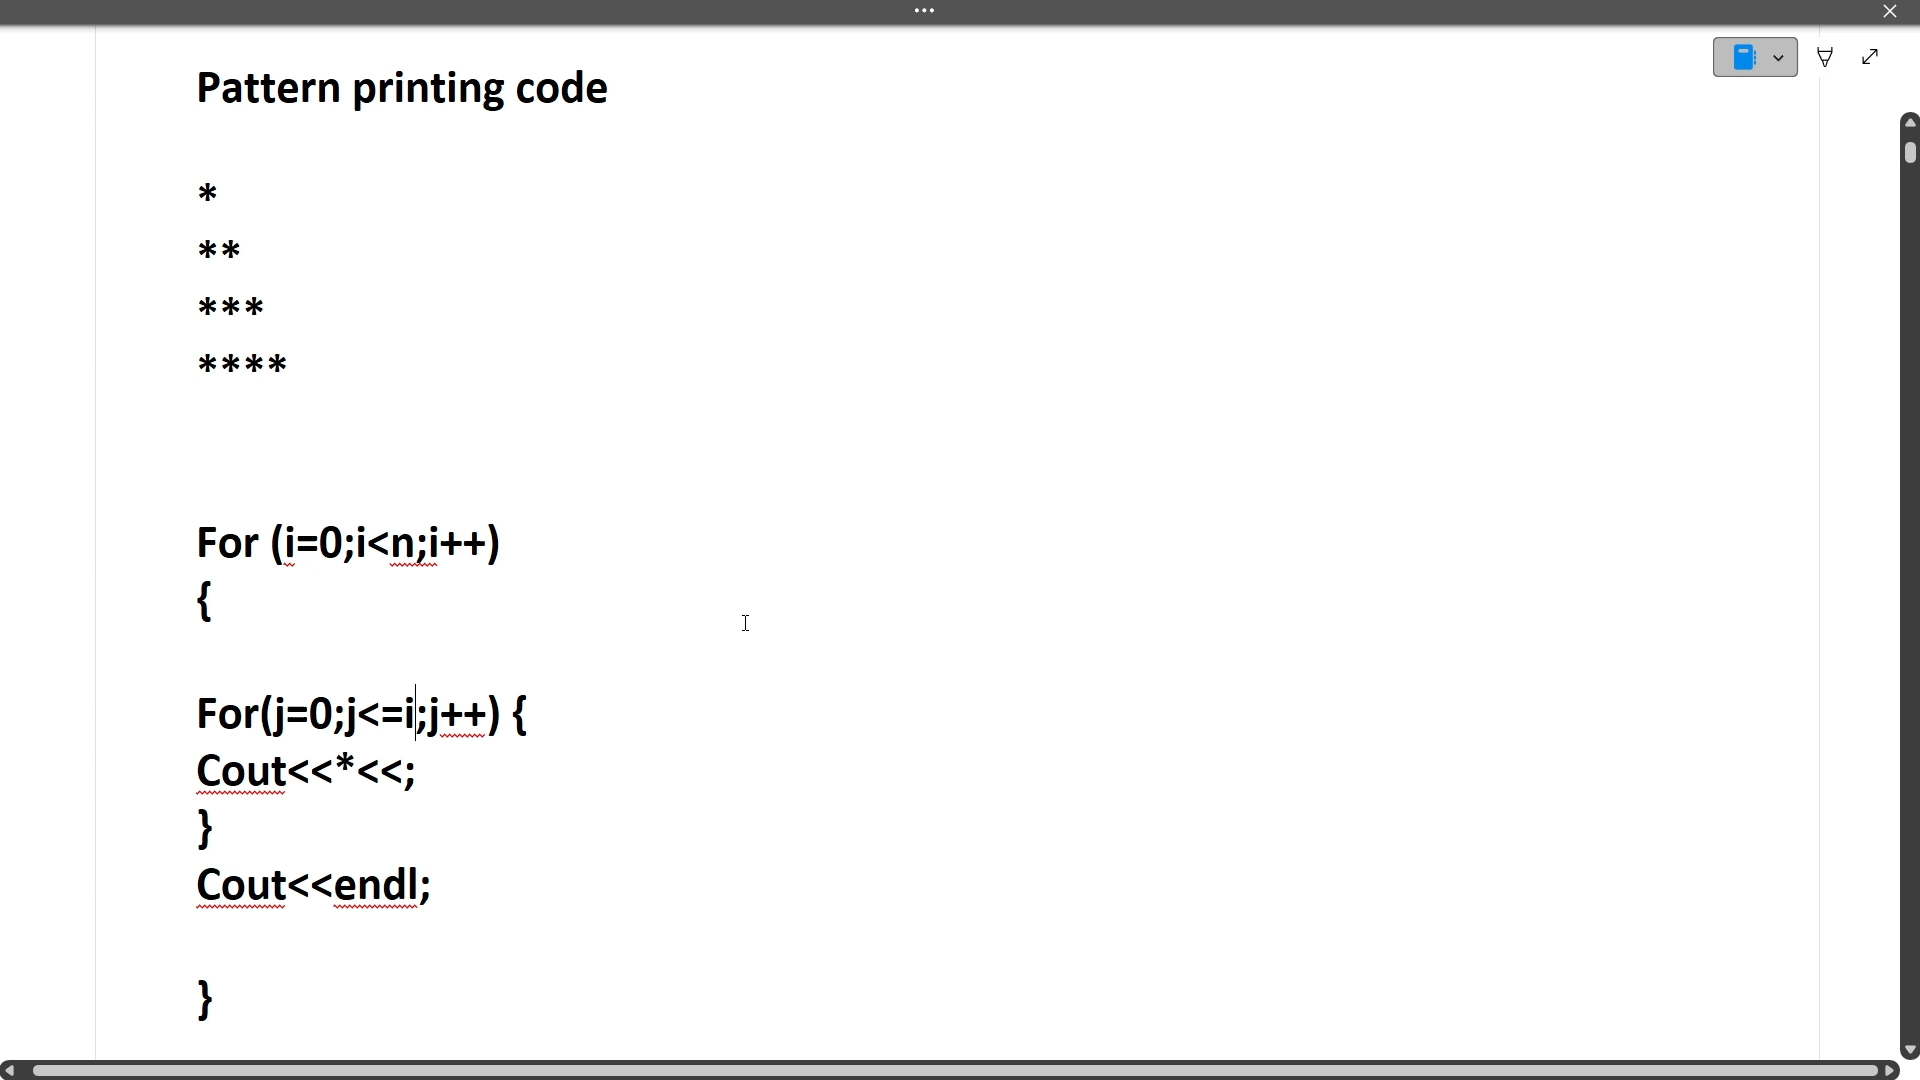 Pattern printing code
*
**
***
****
For (i=0;i<n;i++)
{
For(j=0;j<=i;j++) {
Cout<<*<<;
}
Cout<<endl;
}